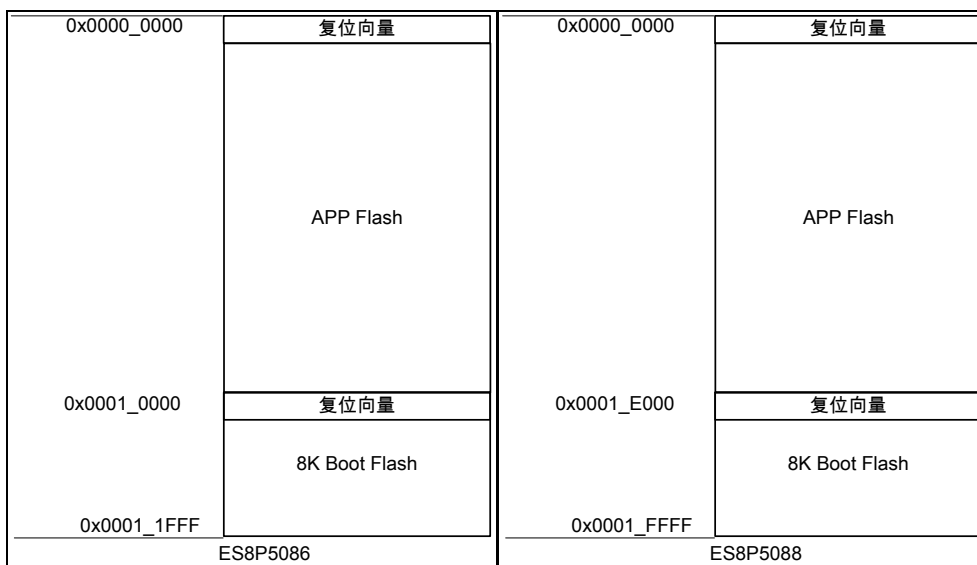 0x0000_0000
复位向量
APP Flash
0x0001_0000
复位向量
8K Boot Flash
0x0001_1FFF
ES8P5086
0x0000_0000
复位向量
APP Flash
0x0001_E000
复位向量
8K Boot Flash
0x0001_FFFF
ES8P5088